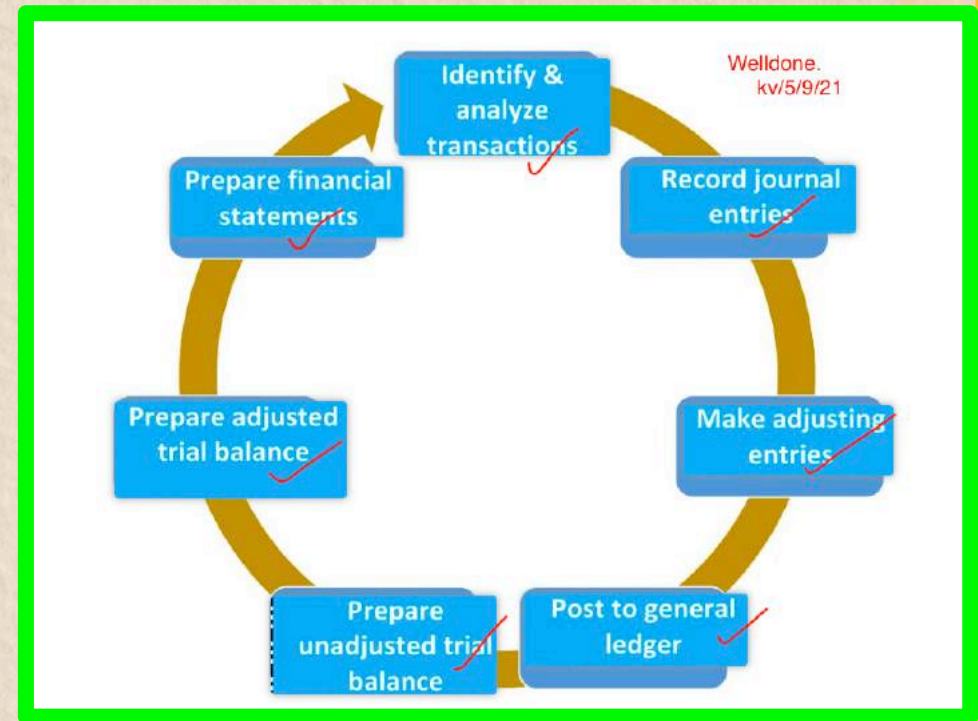 Identify &
analyze
transactions
Welldone.
kv/5/9/21
Record journal
entries
Make adjusting
entries
Post to general
ledger
Prepare
unadjusted trial
balance
Prepare adjusted
trial balance
Prepare financial
statements